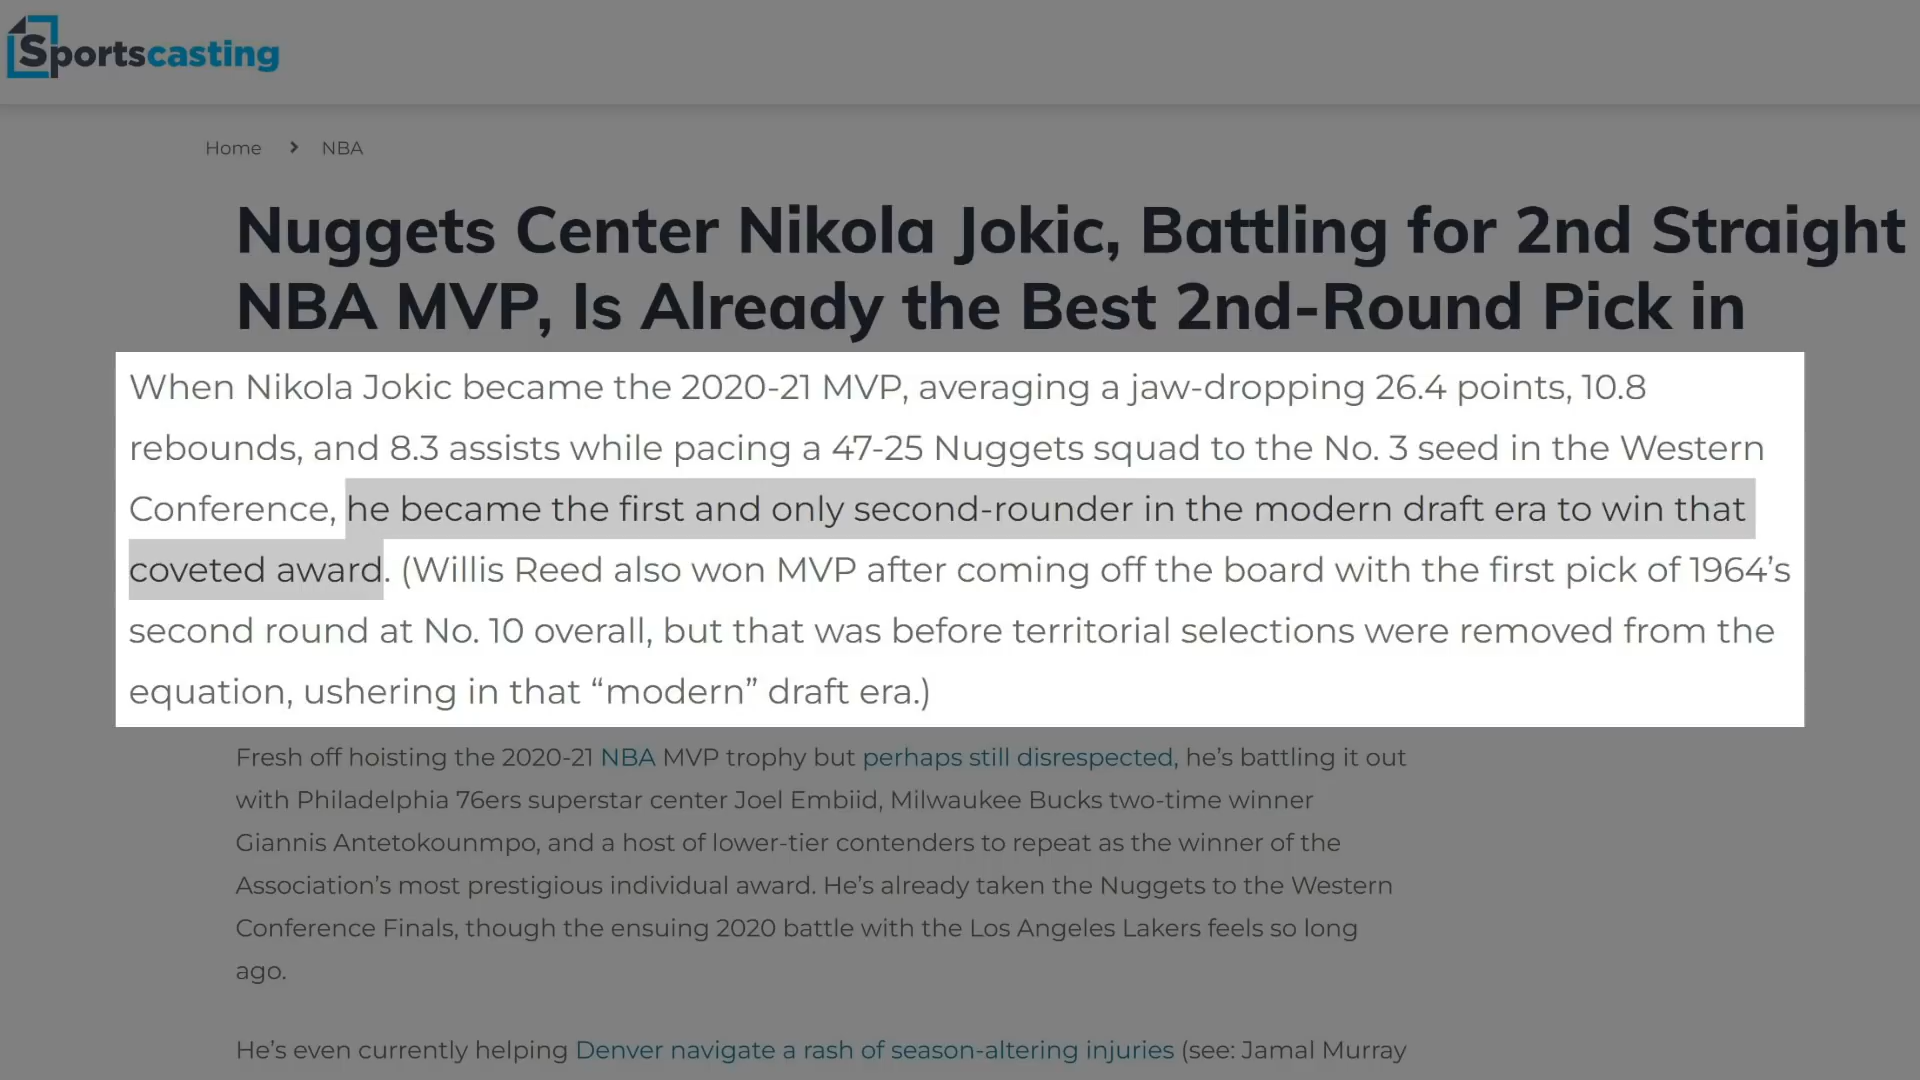 Sportscasting
Home > NBA
Nuggets Center Nikola Jokic, Battling for 2nd Straight
NBA MVP, Is Already the Best 2nd-Round Pick in
When Nikola Jokic became the 2020-21 MVP, averaging a jaw-dropping 26.4 points, 10.8
rebounds, and 8.3 assists while pacing a 47-25 Nuggets squad to the No. 3 seed in the Western
Conference, he became the first and only second-rounder in the modern draft era to win that
coveted award. (Willis Reed also won MVP after coming off the board with the first pick of 1964’s
second round at No. 10 overall, but that was before territorial selections were removed from the
equation, ushering in that “modern” draft era.)
Fresh off hoisting the 2020-21 NBA MVP trophy but perhaps still disrespected, he’s battling it out
with Philadelphia 76ers superstar center Joel Embiid, Milwaukee Bucks two-time winner
Giannis Antetokounmpo, and a host of lower-tier contenders to repeat as the winner of the
Association’s most prestigious individual award. He’s already taken the Nuggets to the Western
Conference Finals, though the ensuing 2020 battle with the Los Angeles Lakers feels so long
ago.
He’s even currently helping Denver navigate a rash of season-altering injuries (see: Jamal Murray